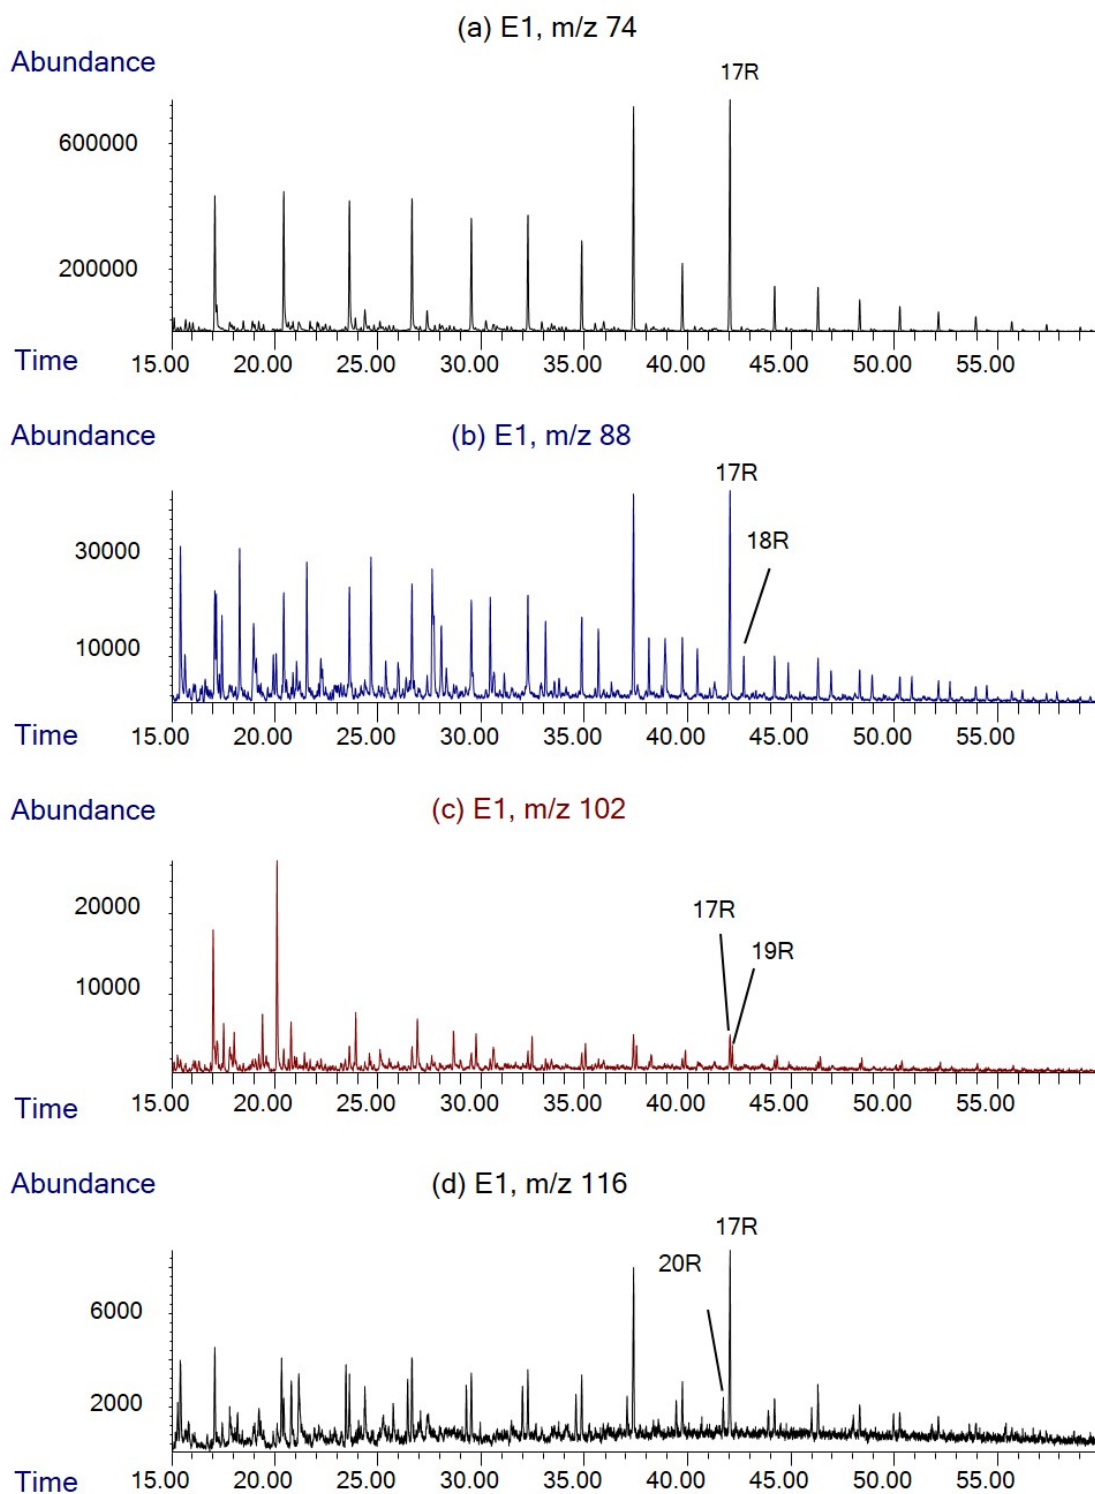 (a) E1, m/z 74
Abundance
17R
600000
200000
Time 15.00 20.00 25.00 30.00 35.00 40.00 45.00 50.00 55.00
Abundance
(b) E1, m/z 88
17R
30000
18R
10000
Time 15.00 20.00 25.00 30.00 35.00 40.00 45.00 50.00 55.00
Abundance
(c) E1, m/z 102
20000
17R
19R
10000
Time 15.00 20.00 25.00 30.00 35.00 40.00 45.00 50.00 55.00
Abundance
(d) E1, m/z 116
17R
20R
6000
2000
Time 15.00 20.00 25.00 30.00 35.00 40.00 45.00 50.00 55.00